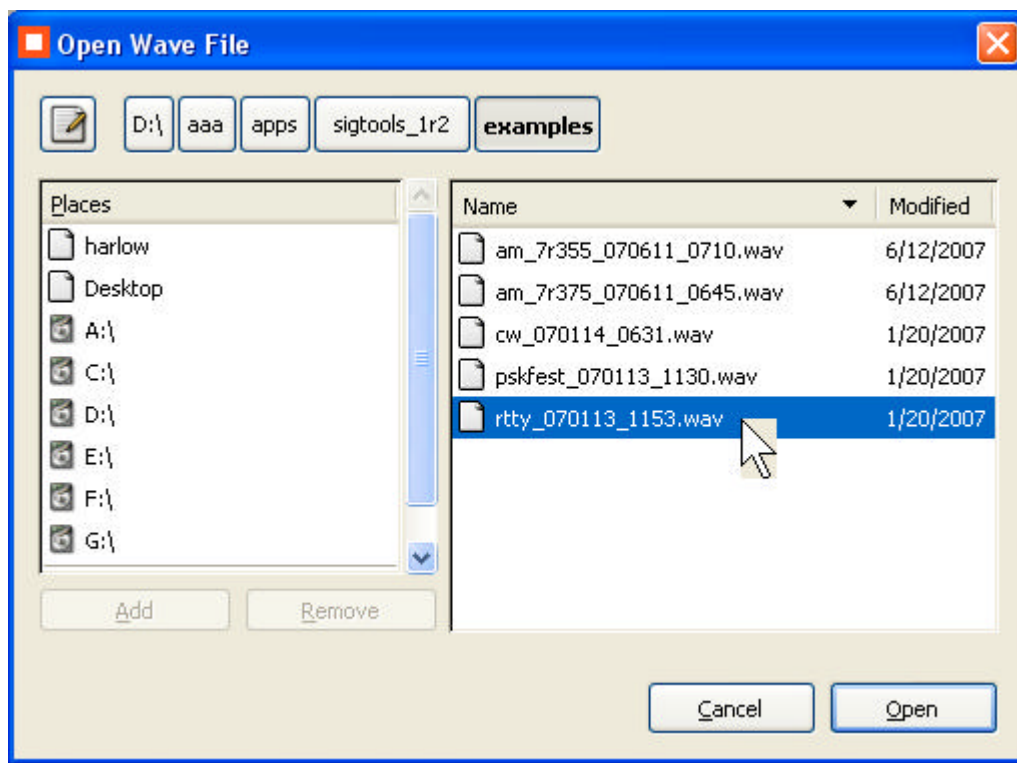 Open Wave File
D:\ aaa apps sigtools_1r2 examples
Places
harlow
Desktop
A:\
C:\
D:\
E:\
F:\
G:\
Add Remove
Name Modified
am_7r355_070611_0710.wav 6/12/2007
am_7r375_070611_0645.wav 6/12/2007
cw_070114_0631.wav 1/20/2007
pskfest_070113_1130.wav 1/20/2007
rtty_070113_1153.wav 1/20/2007
Cancel Open